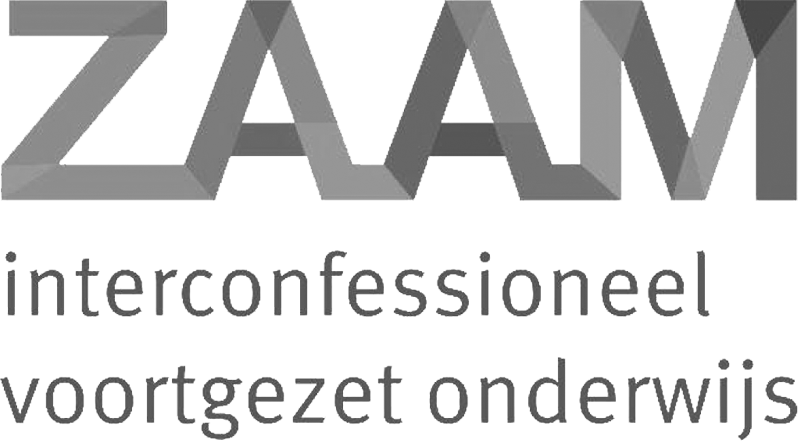 ZAAM
interconfessioneel
voortgezet onderwijs